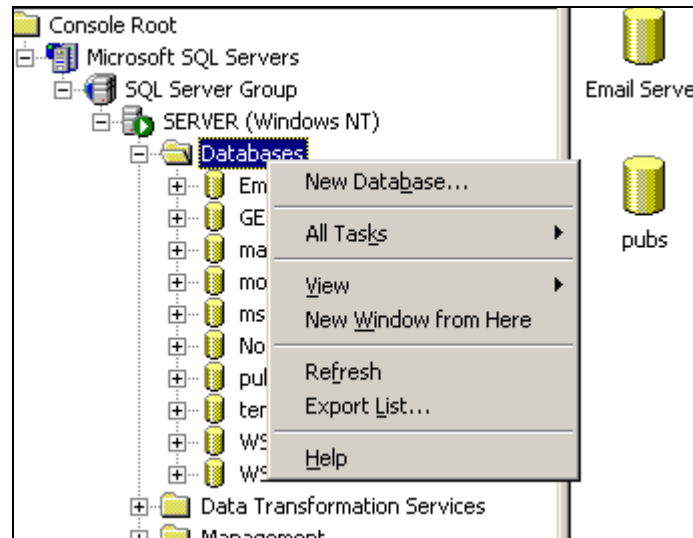 Console Root
Microsoft SQL Servers
SQL Server Group
SERVER (Windows NT)
Databases
New Database...
All Tasks
View
New Window from Here
Refresh
Export List...
Help
Data Transformation Services
Management
Email Serve
pubs